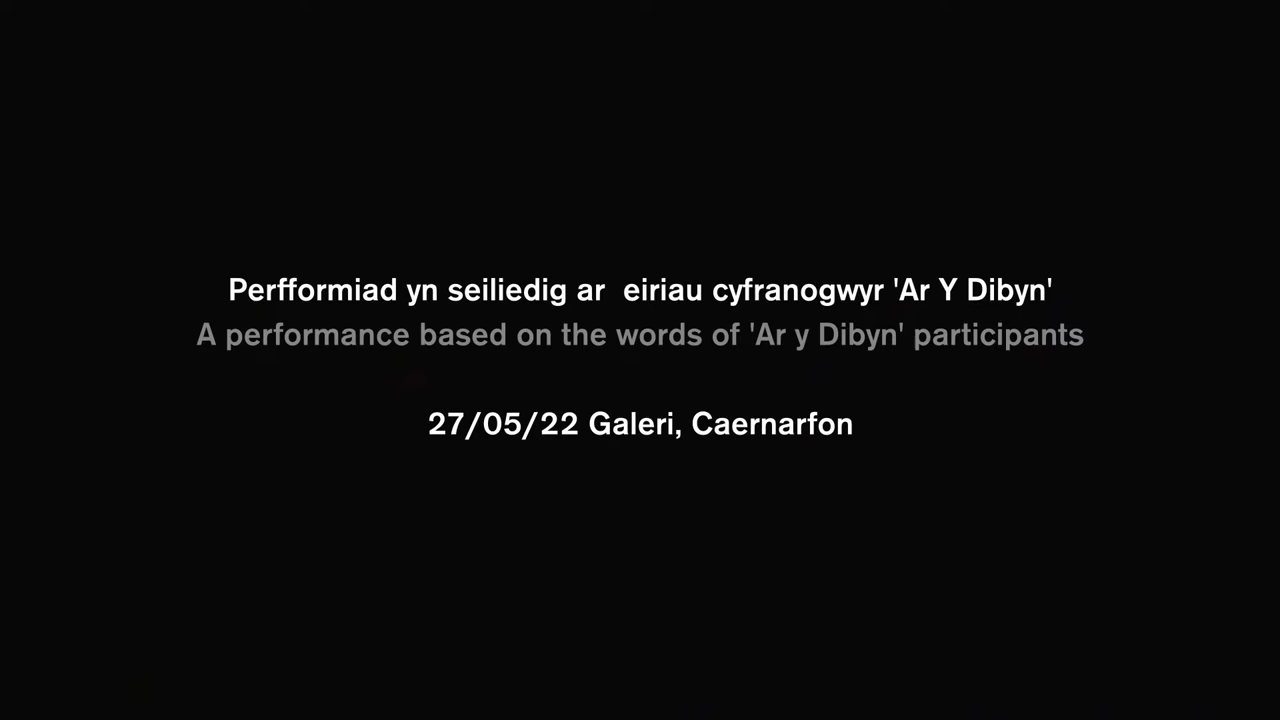 Perfformiad yn seiliedig ar  eiriau cyfranogwyr 'Ar Y Dibyn'
A performance based on the words of 'Ar y Dibyn' participants
27/05/22 Galeri, Caernarfon